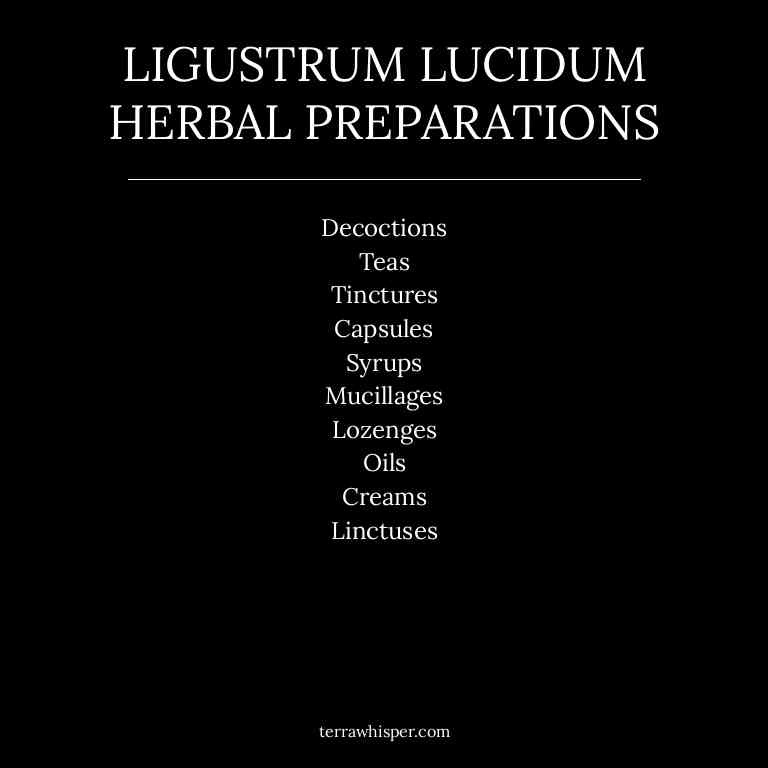 LIGUSTRUM LUCIDUM
HERBAL PREPARATIONS
Decoctions
Teas
Tinctures
Capsules
Syrups
Mucillages
Lozenges
Oils
Creams
Linctuses
terrawhisper.com